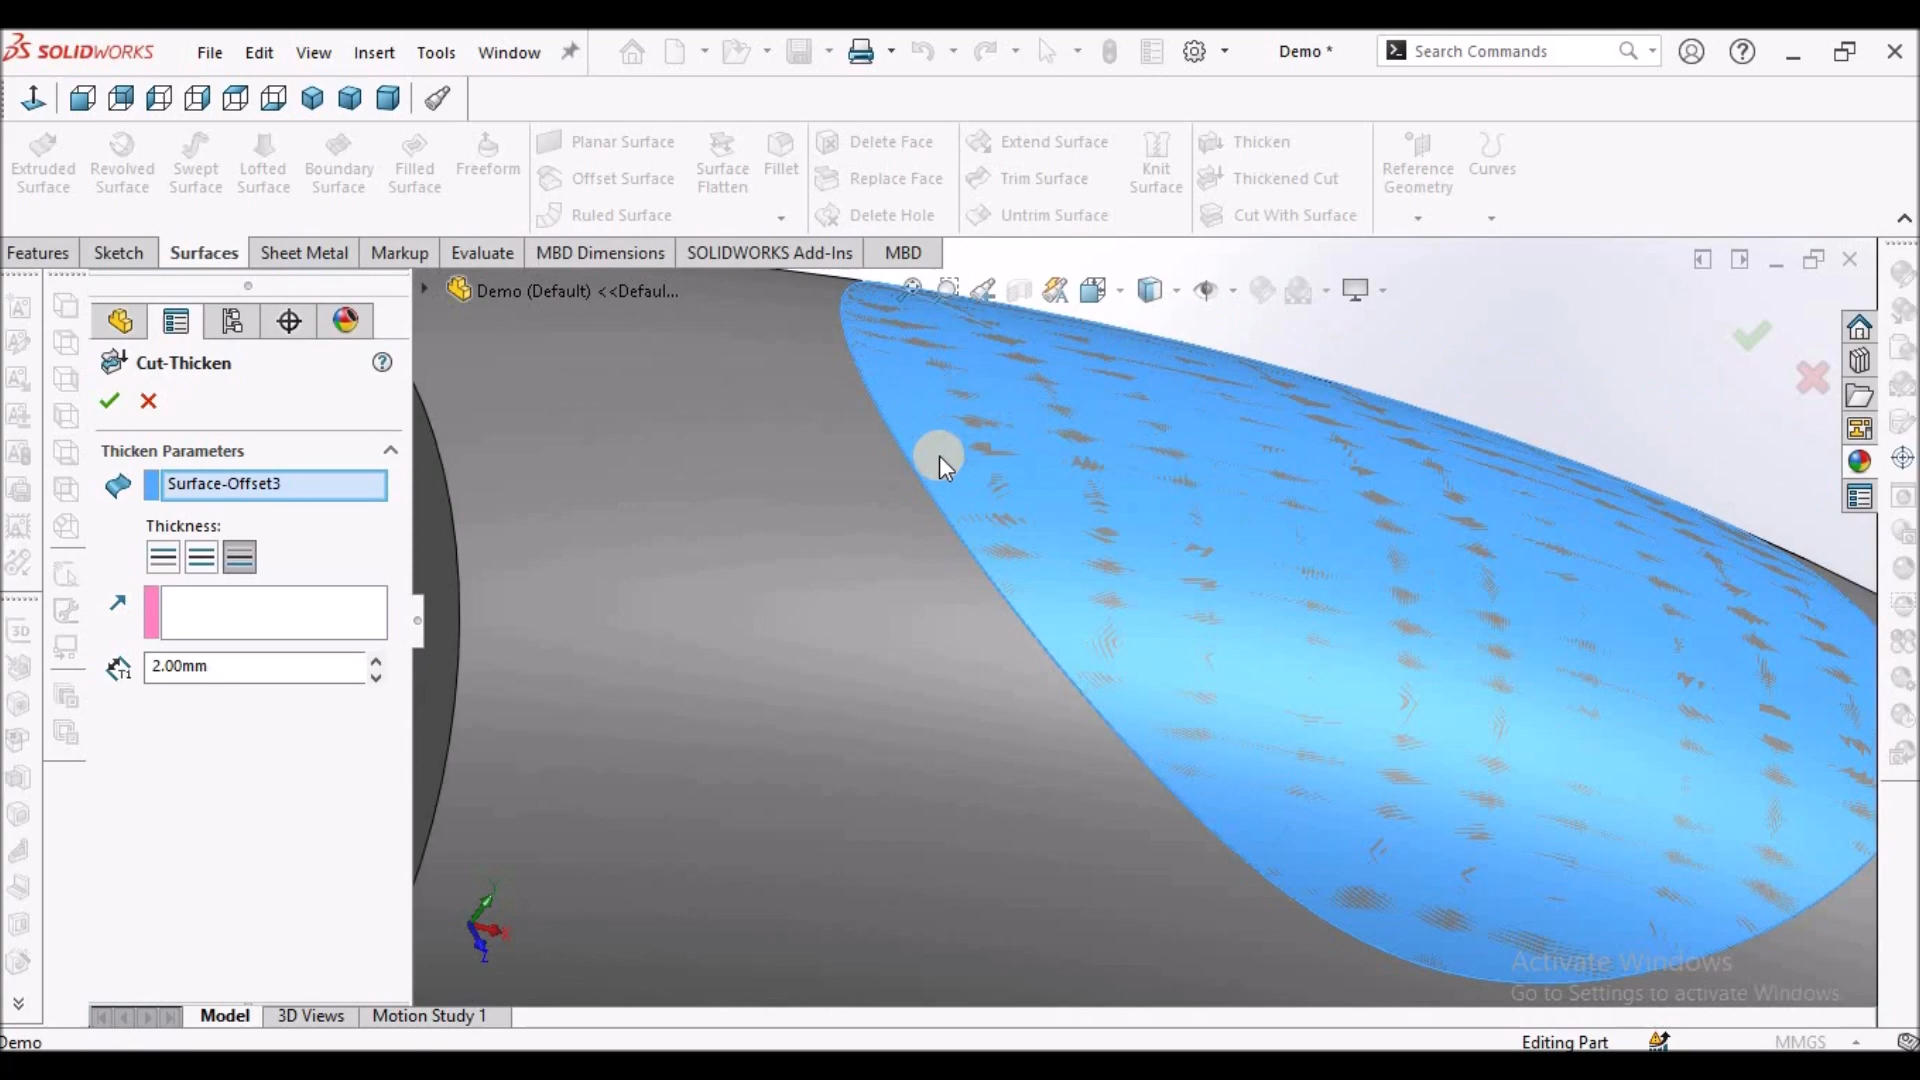 SOLIDWORKS
File Edit View Insert Tools Window
Demo *
Search Commands
Extruded Surface
Revolved Surface
Swept Surface
Lofted Surface
Boundary Surface
Filled Surface
Freeform
Planar Surface
Offset Surface
Ruled Surface
Surface Flatten
Fillet
Delete Face
Replace Face
Delete Hole
Extend Surface
Trim Surface
Untrim Surface
Knit Surface
Thicken
Thickened Cut
Cut With Surface
Reference Geometry
Curves
Features Sketch Surfaces Sheet Metal Markup Evaluate MBD Dimensions SOLIDWORKS Add-Ins MBD
Demo (Default) <<Defaul...
Cut-Thicken
Thicken Parameters
Surface-Offset3
Thickness:
T1
2.00mm
3D
Y
X
Z
Activate Windows
Go to Settings to activate Windows.
Model 3D Views Motion Study 1
Demo
Editing Part
MMGS